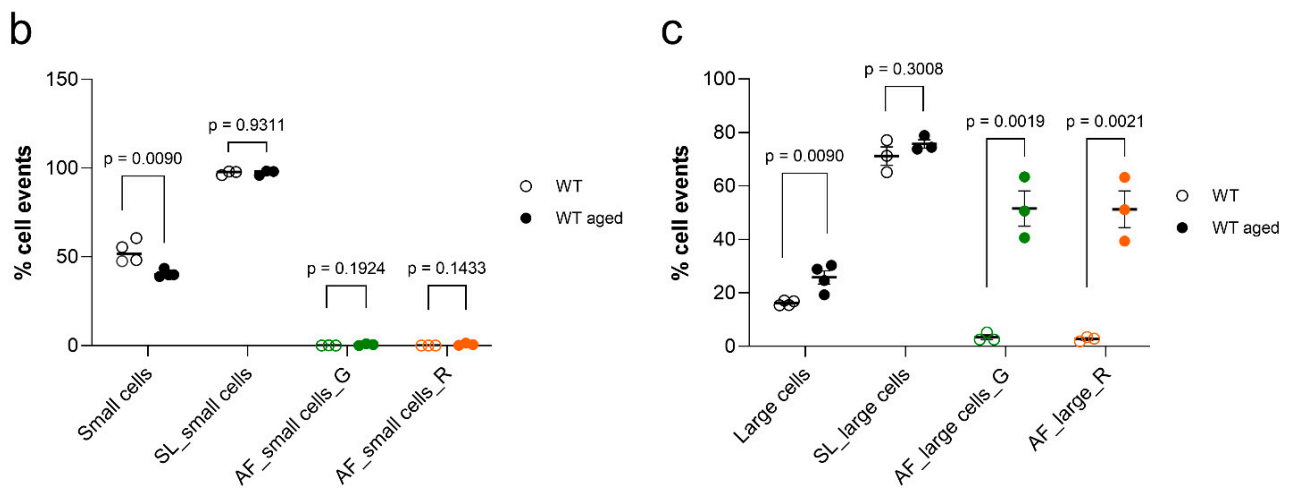 b
% cell events
150
100
50
0
p = 0.0090
p = 0.9311
p = 0.1924
p = 0.1433
Small cells
SL_small cells
AF_small cells_G
AF_small cells_R
WT
WT aged
c
% cell events
100
80
60
40
20
0
p = 0.0090
p = 0.3008
p = 0.0019
p = 0.0021
Large cells
SL_large cells
AF_large cells_G
AF_large_R
WT
WT aged